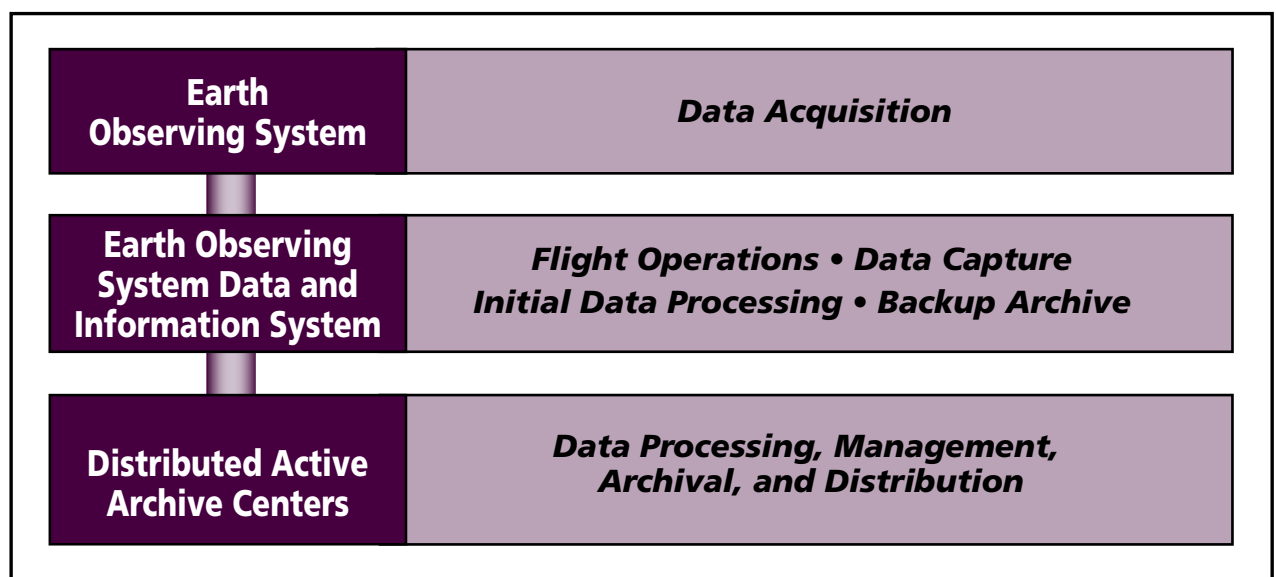 Earth
Observing System
Data Acquisition
Earth Observing
System Data and
Information System
Flight Operations • Data Capture
Initial Data Processing • Backup Archive
Distributed Active
Archive Centers
Data Processing, Management,
Archival, and Distribution